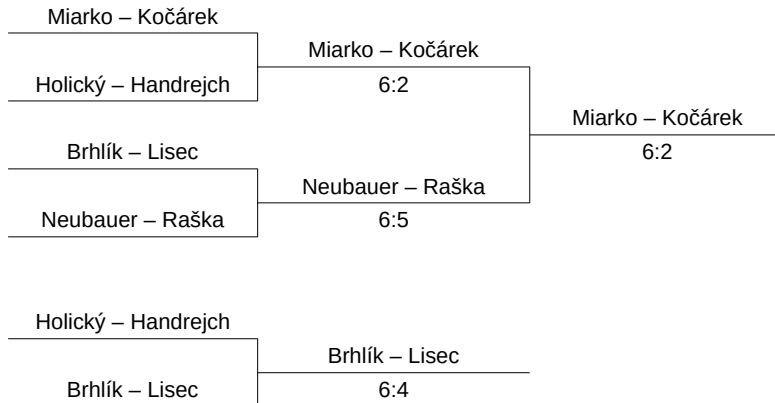 Miarko – Kočárek
Miarko – Kočárek
Holický – Handrejch
6:2
Miarko – Kočárek
Brhlík – Lisec
6:2
Neubauer – Raška
Neubauer – Raška
6:5
Holický – Handrejch
Brhlík – Lisec
Brhlík – Lisec
6:4